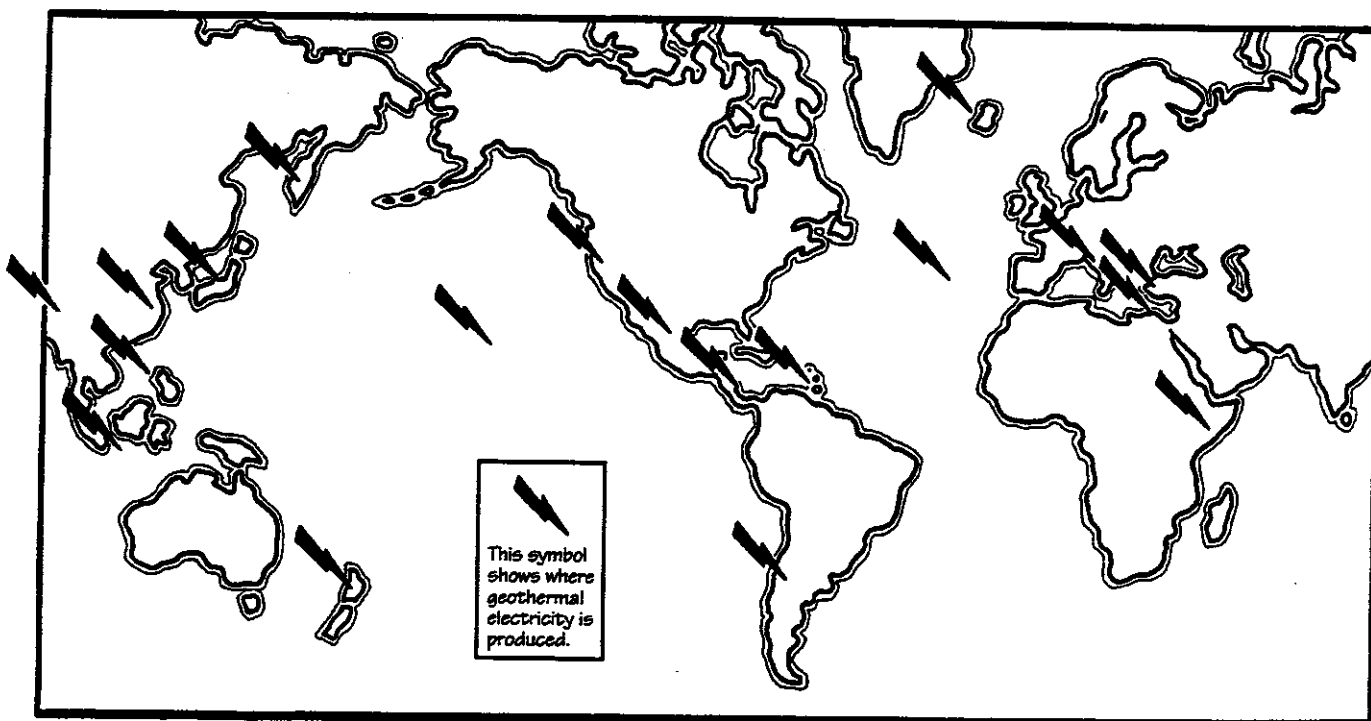 This symbol
shows where
geothermal
electricity is
produced.